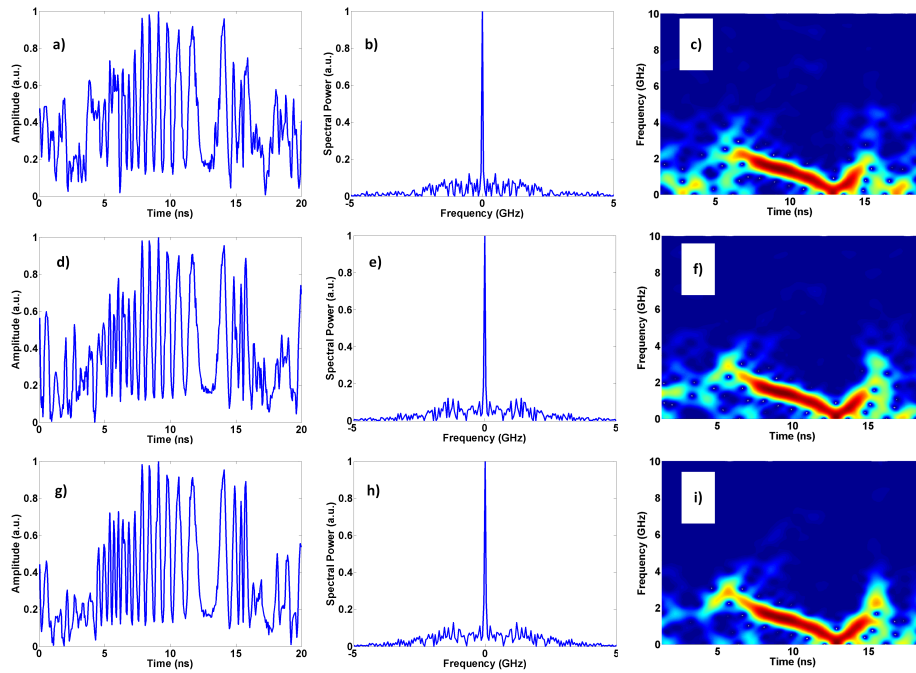 a)
Amplitude (a.u.)
1
0.8
0.6
0.4
0.2
0
0 5 10 15 20
Time (ns)
b)
Spectral Power (a.u.)
1
0.8
0.6
0.4
0.2
0
-5 0 5
Frequency (GHz)
c)
Frequency (GHz)
10
8
6
4
2
0
5 10 15
Time (ns)
d)
Amplitude (a.u.)
1
0.8
0.6
0.4
0.2
0
0 5 10 15 20
Time (ns)
e)
Spectral Power (a.u.)
1
0.8
0.6
0.4
0.2
0
-5 0 5
Frequency (GHz)
f)
Frequency (GHz)
10
8
6
4
2
0
5 10 15
Time (ns)
g)
Amplitude (a.u.)
1
0.8
0.6
0.4
0.2
0
0 5 10 15 20
Time (ns)
h)
Spectral Power (a.u.)
1
0.8
0.6
0.4
0.2
0
-5 0 5
Frequency (GHz)
i)
Frequency (GHz)
10
8
6
4
2
0
5 10 15
Time (ns)